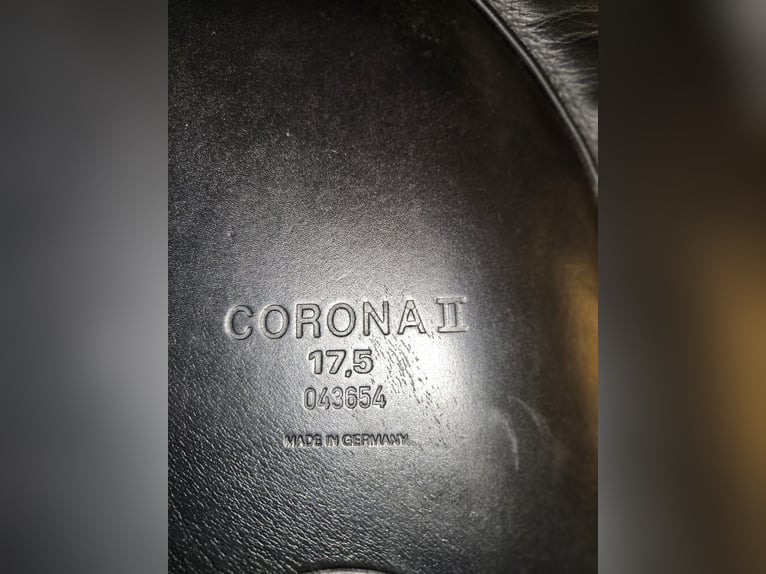 CORONA II
17,5
043654
MADE IN GERMANY